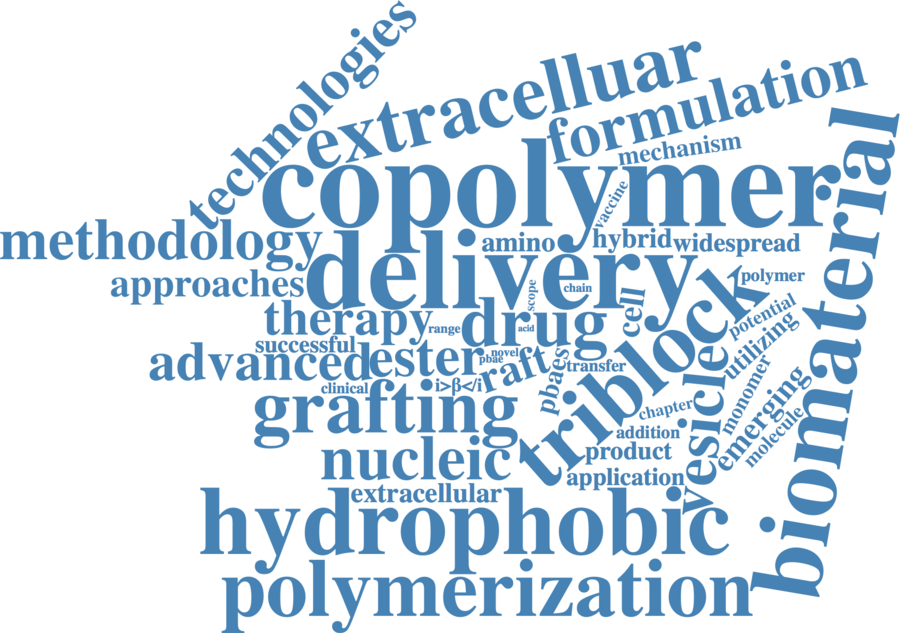 technologies
extracelluar
formulation
mechanism
copolymer
vaccine
biomaterial
methodology
delivery
amino
hybrid
widespread
approaches
chain
polymer
scope
cell
therapy
range
drug
acid
triblock
potential
successful
utilizing
advanced
ester
pbae
novel
raft
transfer
pbaes
vesicle
monomer
clinical
i>β</i
grafting
chapter
emerging
molecule
addition
nucleic
product
application
extracellular
hydrophobic
polymerization